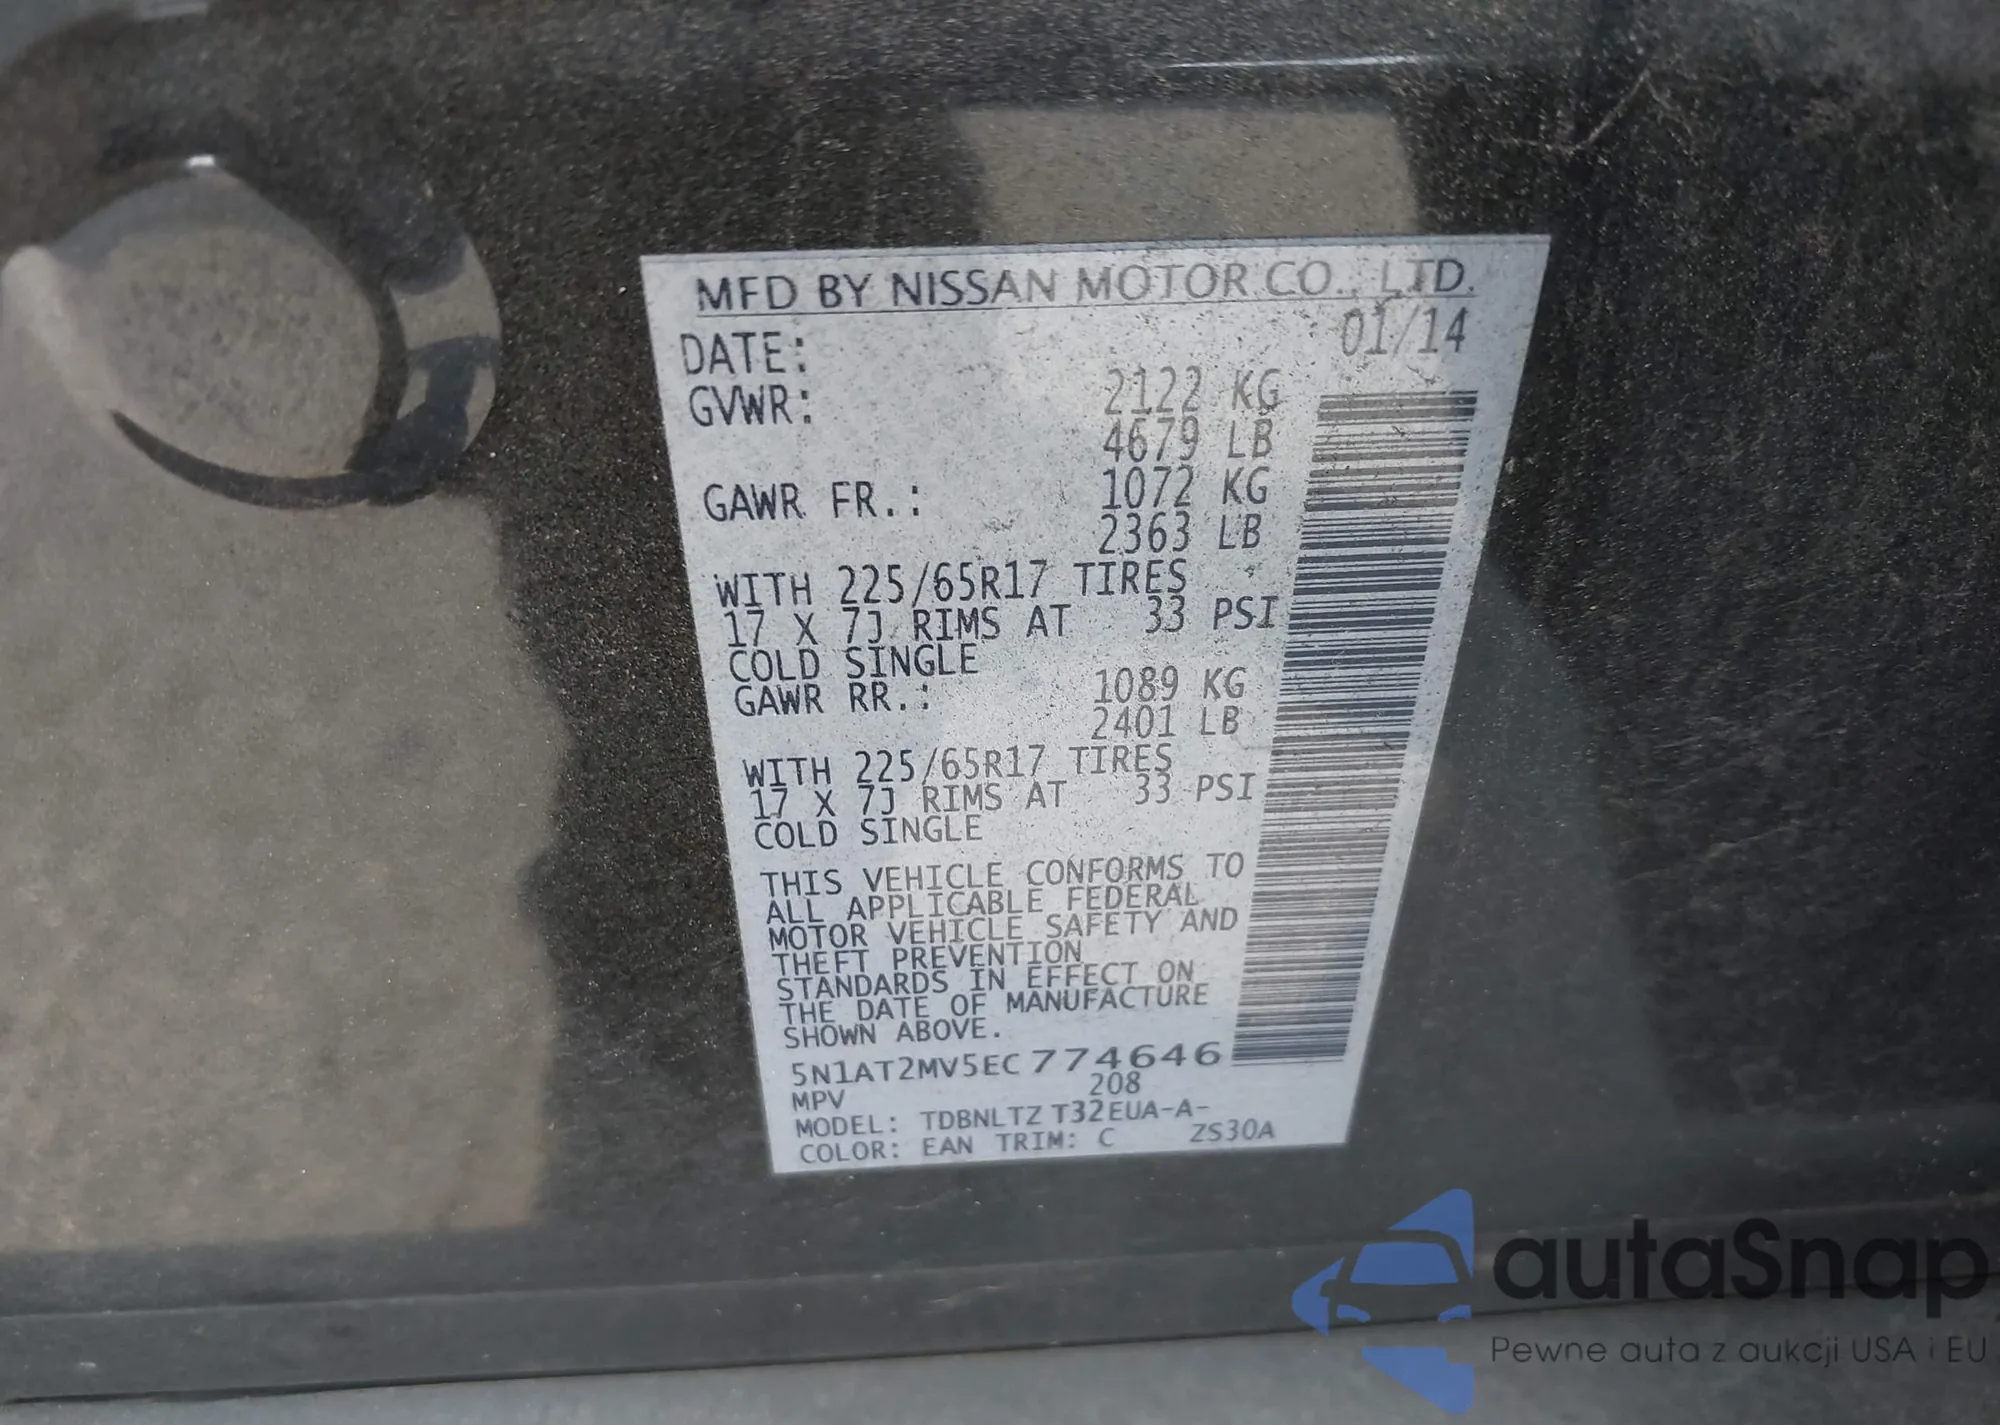 MFD BY NISSAN MOTOR CO., LTD.
DATE: 01/14
GVWR: 2122 KG
4679 LB
GAWR FR.: 1072 KG
2363 LB
WITH 225/65R17 TIRES
17 X 7J RIMS AT 33 PSI
COLD SINGLE
GAWR RR.: 1089 KG
2401 LB
WITH 225/65R17 TIRES
17 X 7J RIMS AT 33 PSI
COLD SINGLE
THIS VEHICLE CONFORMS TO
ALL APPLICABLE FEDERAL
MOTOR VEHICLE SAFETY AND
THEFT PREVENTION
STANDARDS IN EFFECT ON
THE DATE OF MANUFACTURE
SHOWN ABOVE.
5N1AT2MV5EC774646
MPV 208
MODEL: TDBNLTZ T32EUA-A-
COLOR: EAN TRIM: C ZS30A
autaSnap
Pewne auta z aukcji USA i EU